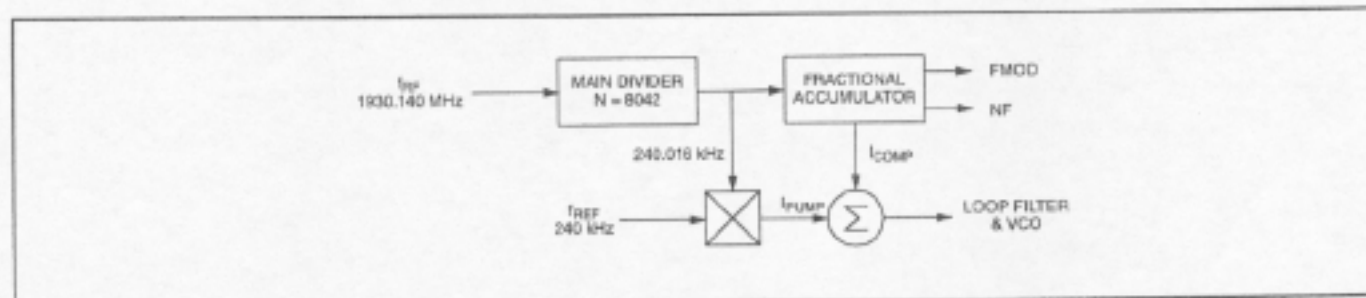 fRF
1930.140 MHz
MAIN DIVIDER
N = 8042
FRACTIONAL
ACCUMULATOR
FMOD
NF
240.016 kHz
ICOMP
fREF
240 kHz
IPUMP
Σ
LOOP FILTER
& VCO